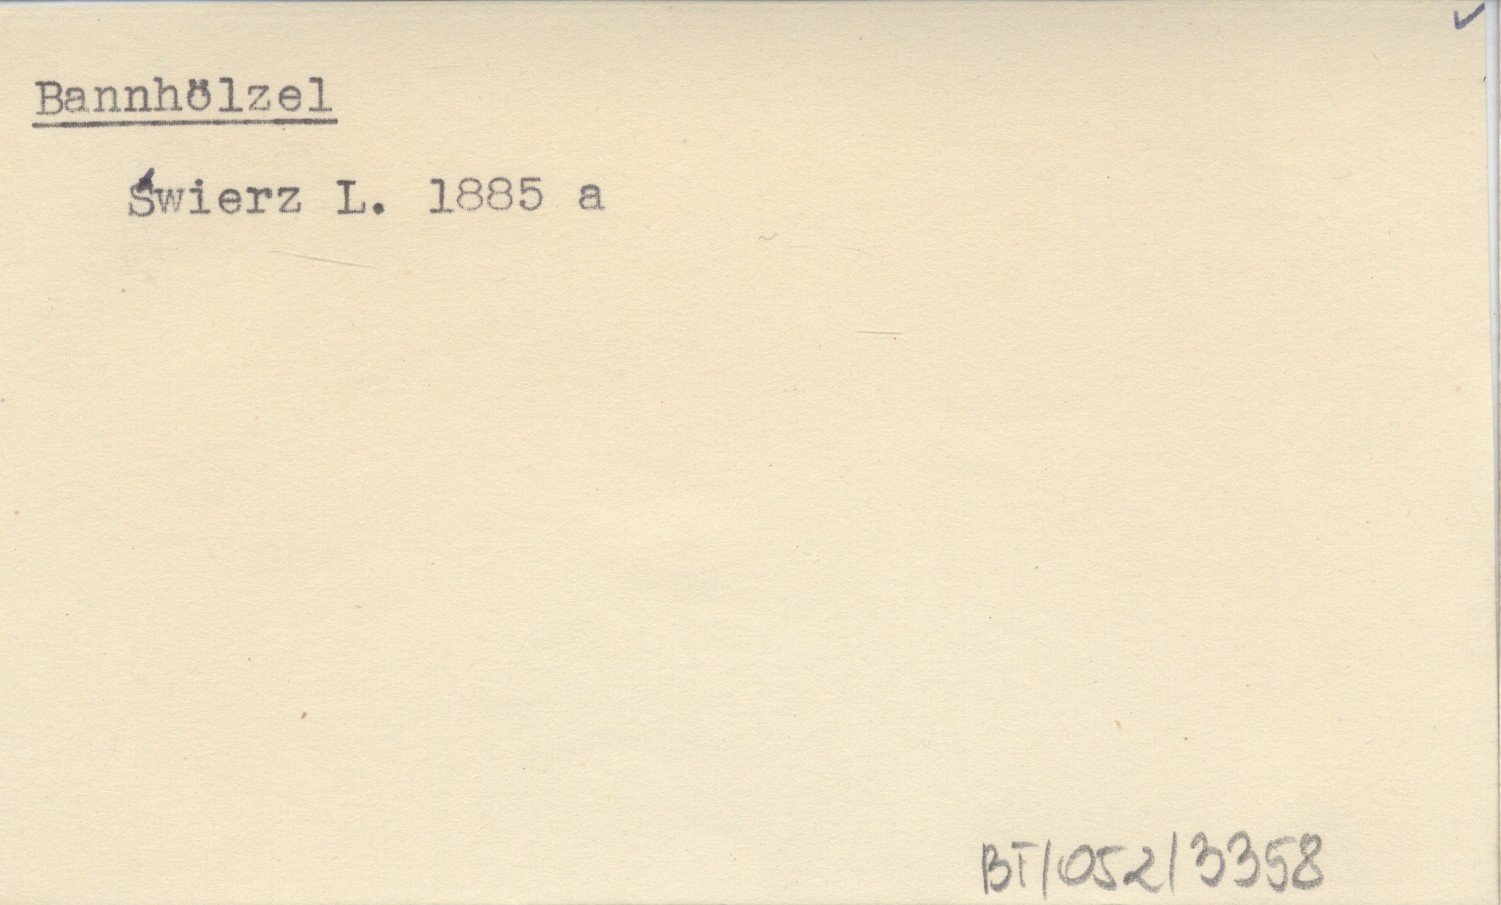 Bannhölzel
Świerz L. 1885 a
BT/052/3358